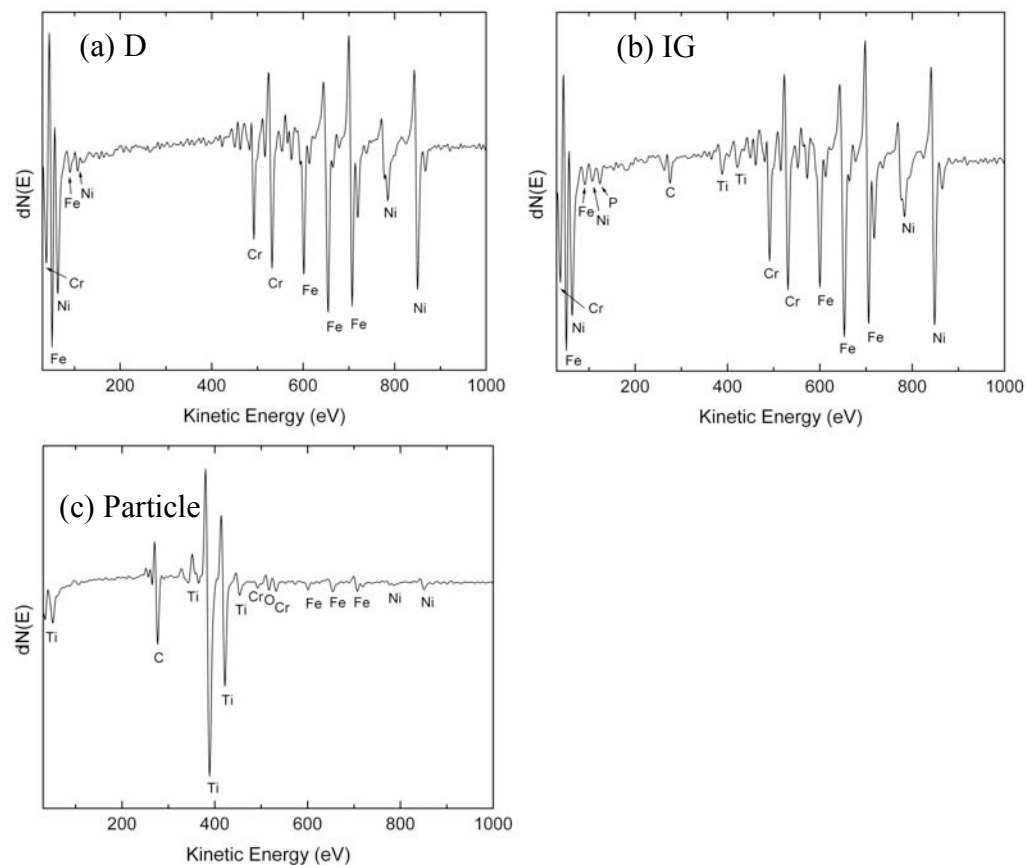 (a) D
dN(E)
Cr
Fe
Ni
Fe
Ni
Cr
Cr
Fe
Fe
Fe
Ni
Ni
200 400 600 800 1000
Kinetic Energy (eV)
(b) IG
dN(E)
Cr
Fe
Ni
Fe
Ni
P
C
Ti
Ti
Cr
Cr
Fe
Fe
Fe
Ni
Ni
200 400 600 800 1000
Kinetic Energy (eV)
(c) Particle
dN(E)
Ti
C
Ti
Ti
Ti
Ti
Cr
O
Cr
Fe
Fe
Fe
Ni
Ni
200 400 600 800 1000
Kinetic Energy (eV)